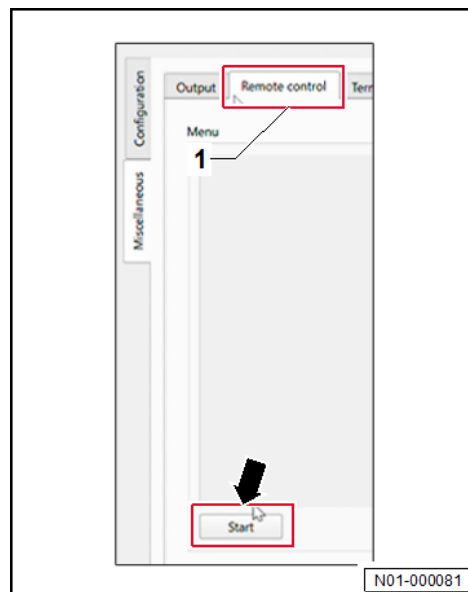 Configuration
Miscellaneous
Output
Remote control
Menu
1
Start
N01-000081